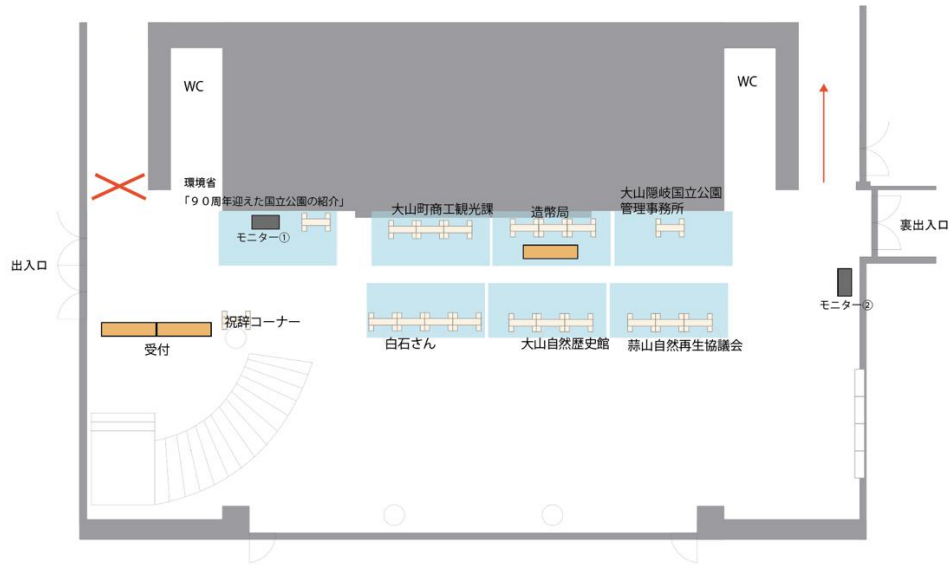 WC
WC
環境省
「９０周年迎えた国立公園の紹介」
大山町商工観光課
造幣局
大山隠岐国立公園
管理事務所
裏出入口
モニター①
出入口
モニター②
祝辞コーナー
受付
白石さん
大山自然歴史館
蒜山自然再生協議会